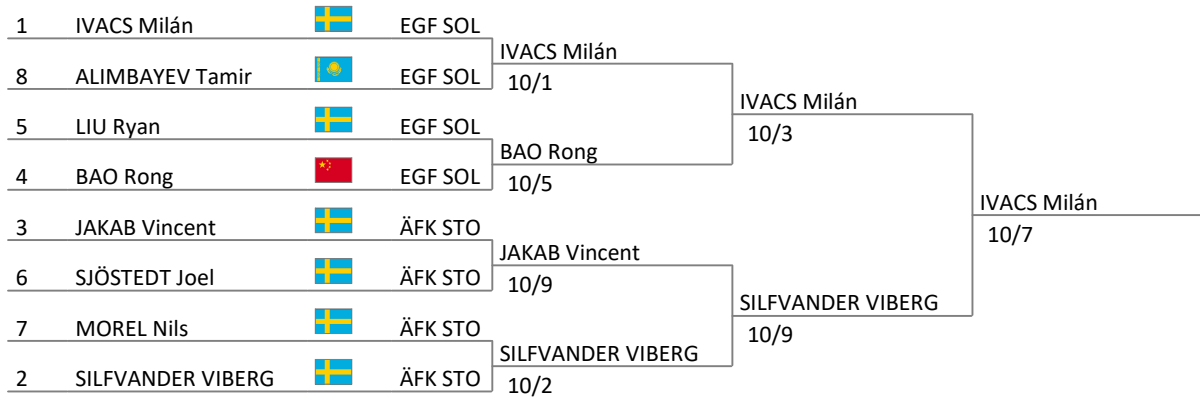 1 IVACS Milán EGF SOL
IVACS Milán
8 ALIMBAYEV Tamir EGF SOL
10/1
IVACS Milán
5 LIU Ryan EGF SOL
10/3
BAO Rong
4 BAO Rong EGF SOL
10/5
IVACS Milán
3 JAKAB Vincent ÄFK STO
10/7
JAKAB Vincent
6 SJÖSTEDT Joel ÄFK STO
10/9
SILFVANDER VIBERG
7 MOREL Nils ÄFK STO
10/9
SILFVANDER VIBERG
2 SILFVANDER VIBERG ÄFK STO
10/2